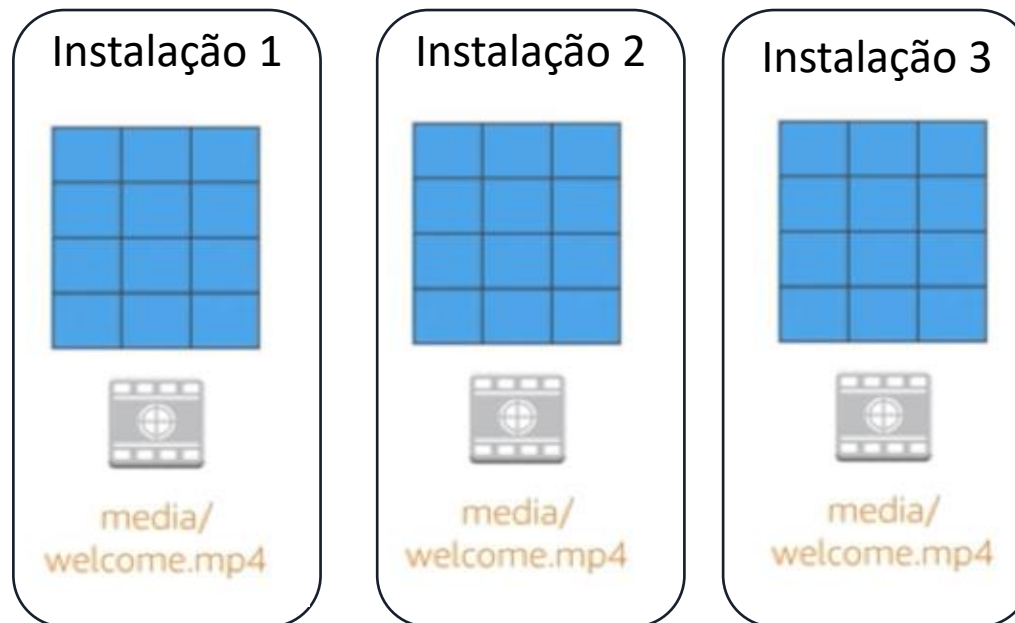 Instalação 1
media/
welcome.mp4
Instalação 2
media/
welcome.mp4
Instalação 3
media/
welcome.mp4